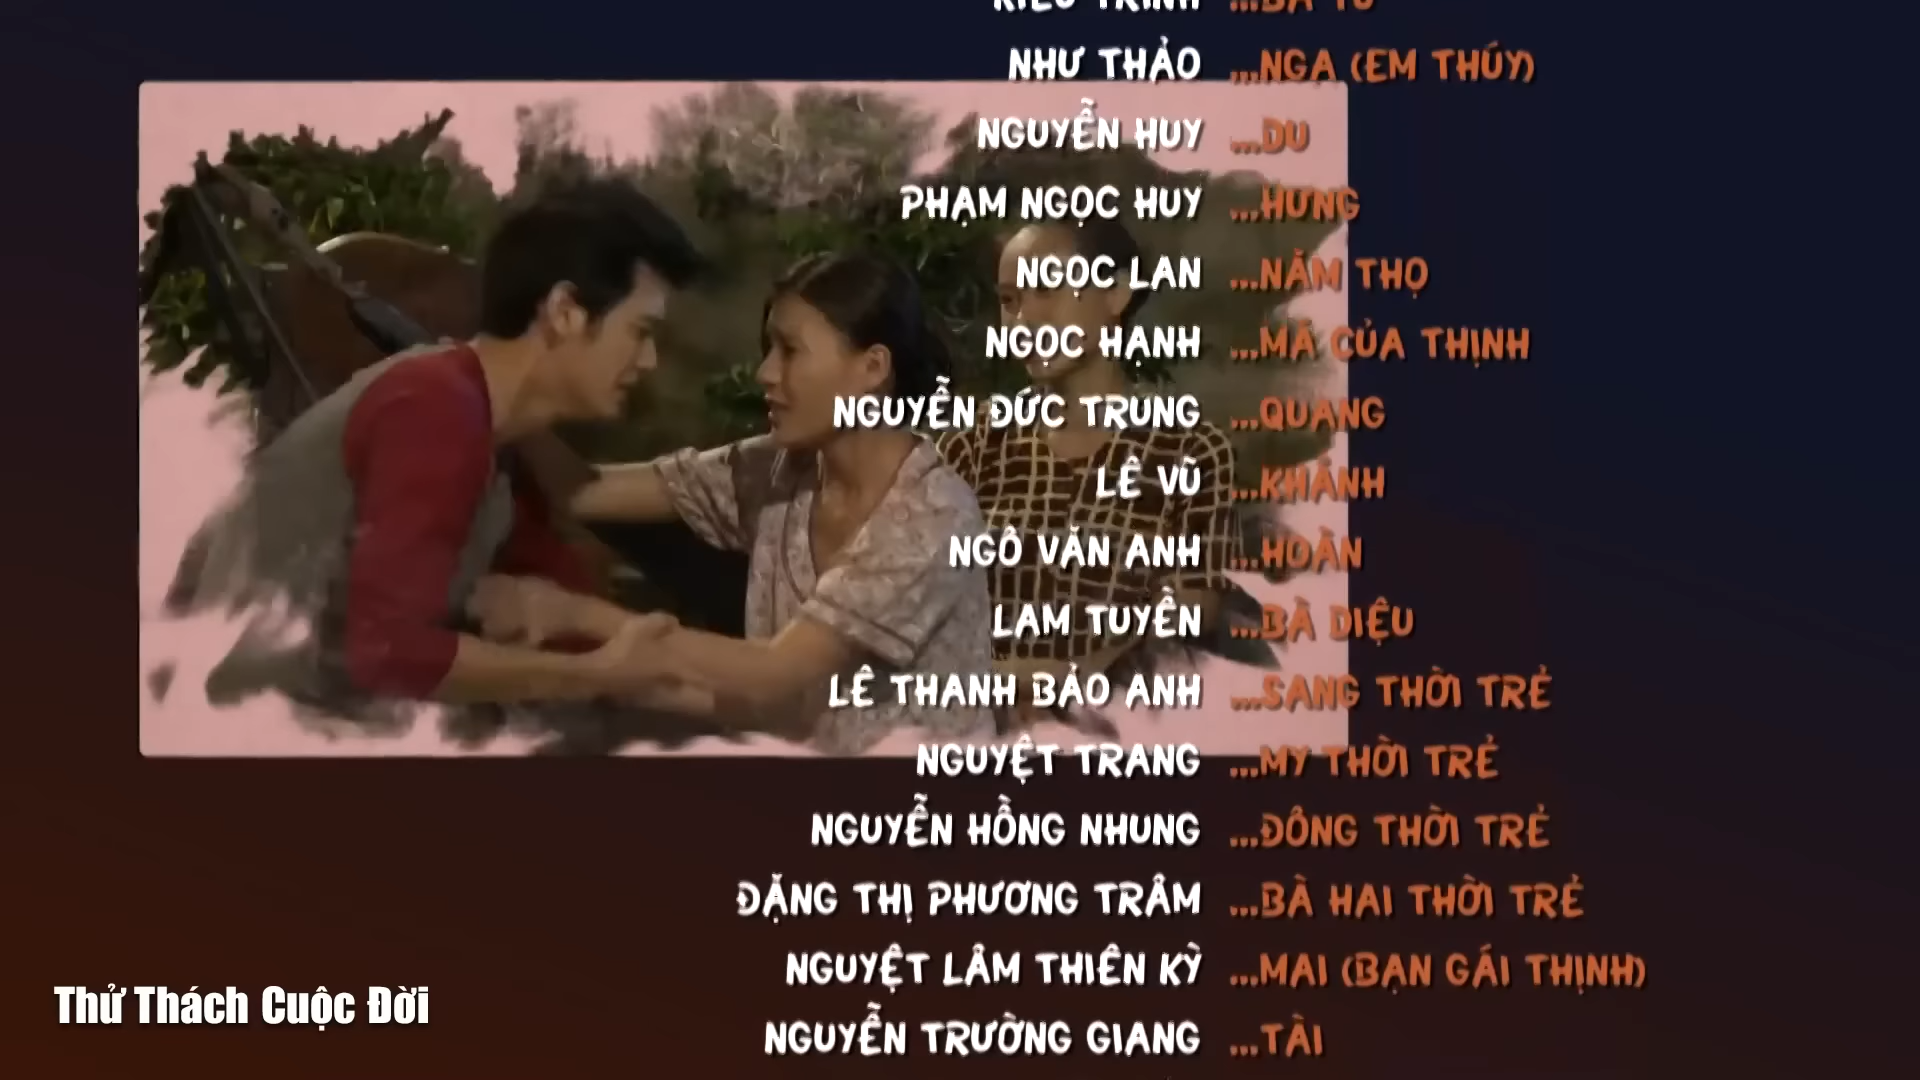 KIỀU TRINH ...BÀ TƯ
NHƯ THẢO ...NGA (EM THÚY)
NGUYỄN HUY ...DU
PHẠM NGỌC HUY ...HƯNG
NGỌC LAN ...NĂM THỌ
NGỌC HẠNH ...MÁ CỦA THỊNH
NGUYỄN ĐỨC TRUNG ...QUANG
LÊ VŨ ...KHÁNH
NGÔ VĂN ANH ...HOÀN
LAM TUYỀN ...BÀ DIỆU
LÊ THANH BẢO ANH ...SANG THỜI TRẺ
NGUYỆT TRANG ...MY THỜI TRẺ
NGUYỄN HỒNG NHUNG ...ĐÔNG THỜI TRẺ
ĐẶNG THỊ PHƯƠNG TRÂM ...BÀ HAI THỜI TRẺ
NGUYỆT LÂM THIÊN KỲ ...MAI (BẠN GÁI THỊNH)
NGUYỄN TRƯỜNG GIANG ...TÀI
Thử Thách Cuộc Đời